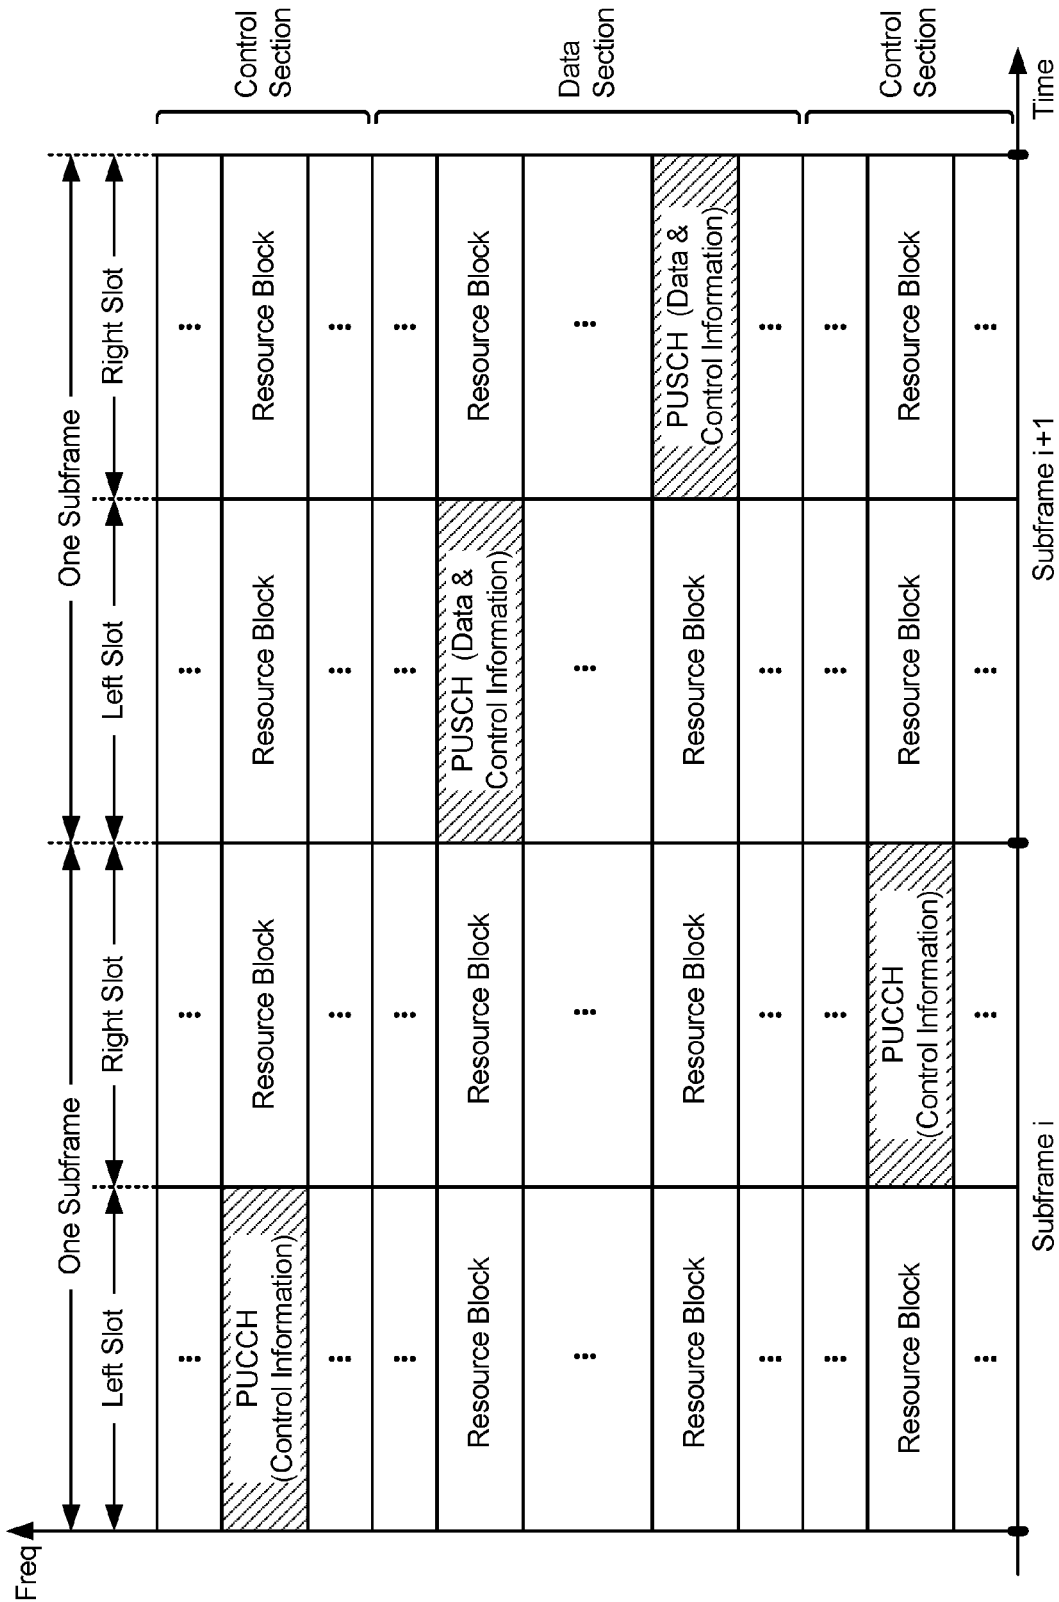 Freq
One Subframe
One Subframe
Left Slot
Right Slot
Left Slot
Right Slot
... ... ... ...
PUCCH
(Control Information)
Resource Block
Resource Block
Resource Block
Control
Section
... ... ... ...
... ... ... ...
Resource Block
Resource Block
PUSCH (Data &
Control Information)
Resource Block
... ... ... ...
Data
Section
Resource Block
Resource Block
Resource Block
PUSCH (Data &
Control Information)
... ... ... ...
... ... ... ...
Resource Block
PUCCH
(Control Information)
Resource Block
Resource Block
Control
Section
... ... ... ...
Subframe i
Subframe i+1
Time